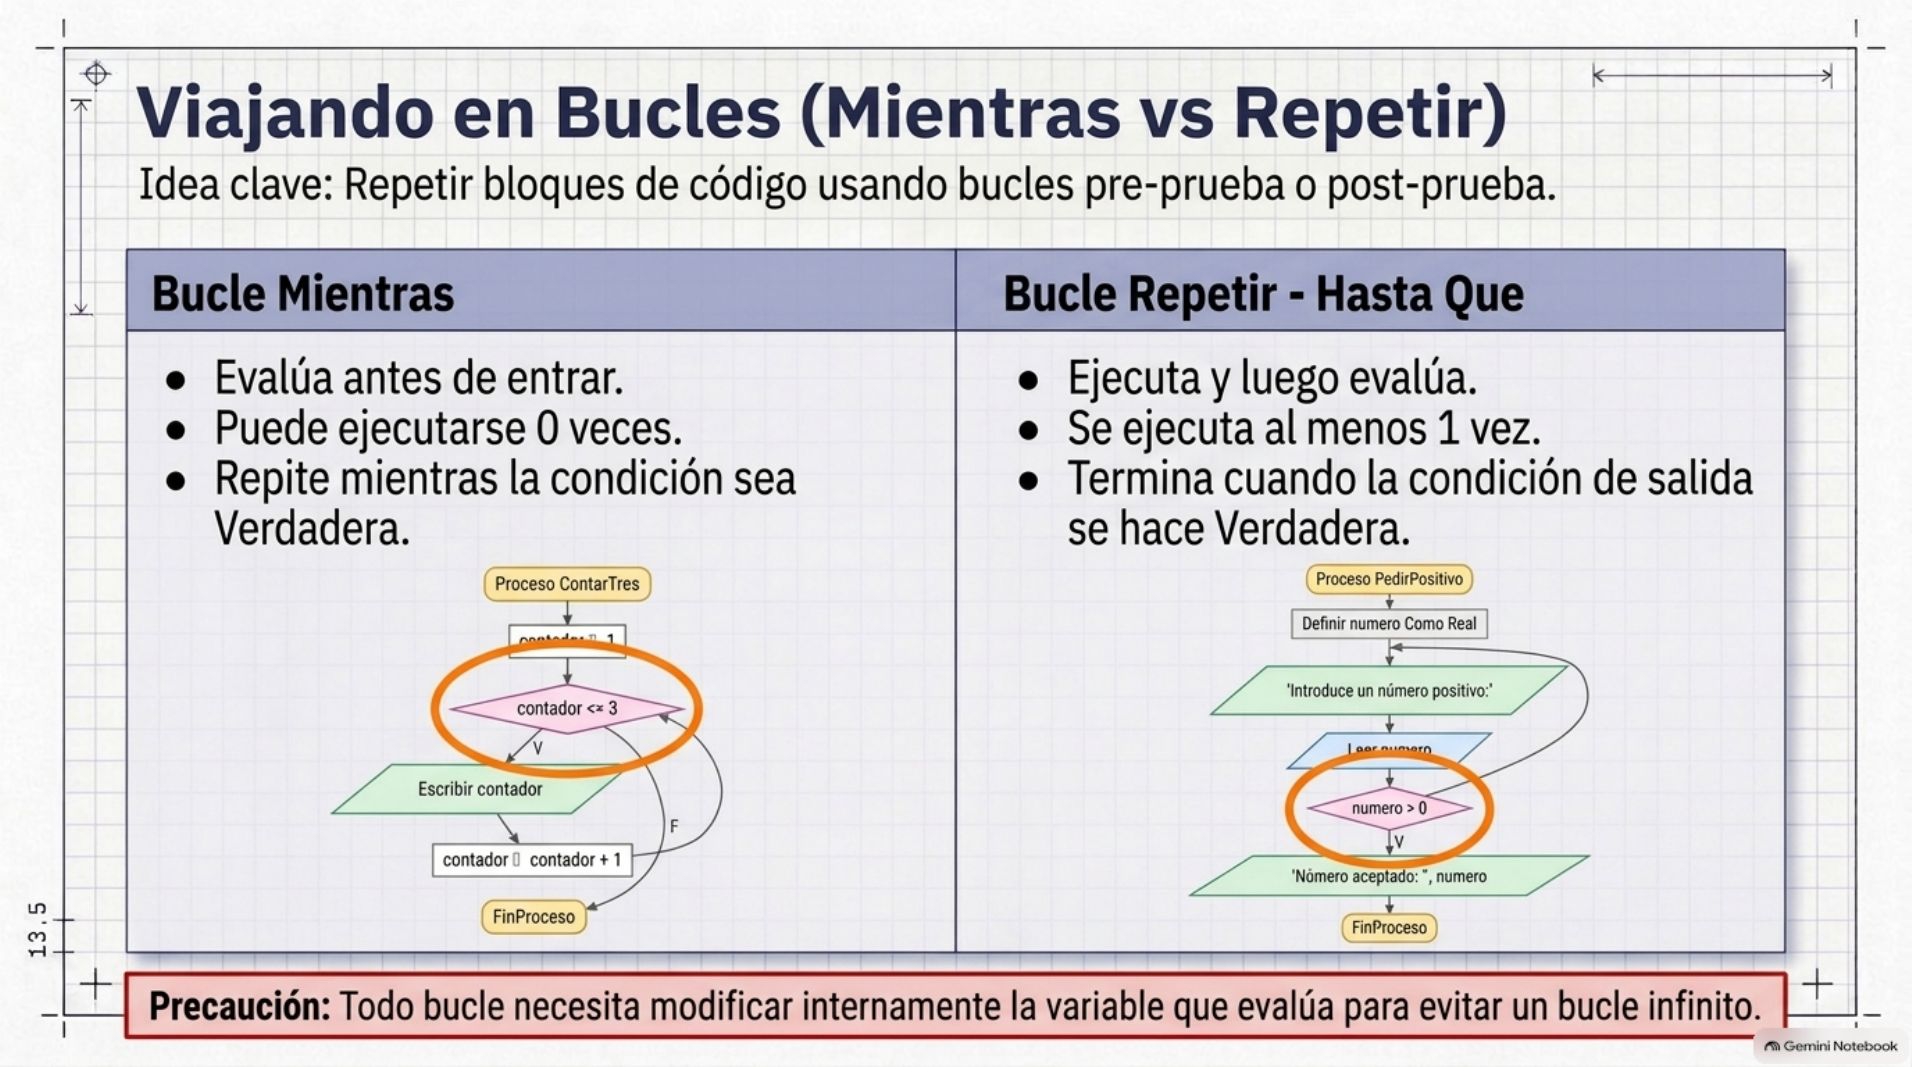 Viajando en Bucles (Mientras vs Repetir)
Idea clave: Repetir bloques de código usando bucles pre-prueba o post-prueba.
Bucle Mientras
● Evalúa antes de entrar.
● Puede ejecutarse 0 veces.
● Repite mientras la condición sea
Verdadera.
Proceso ContarTres
contador 1
contador <= 3
V
Escribir contador
F
contador contador + 1
FinProceso
Bucle Repetir - Hasta Que
● Ejecuta y luego evalúa.
● Se ejecuta al menos 1 vez.
● Termina cuando la condición de salida
se hace Verdadera.
Proceso PedirPositivo
Definir numero Como Real
'Introduce un número positivo:'
Leer numero
numero > 0
V
'Nómero aceptado: ", numero
FinProceso
13.5
Precaución: Todo bucle necesita modificar internamente la variable que evalúa para evitar un bucle infinito.
Gemini Notebook